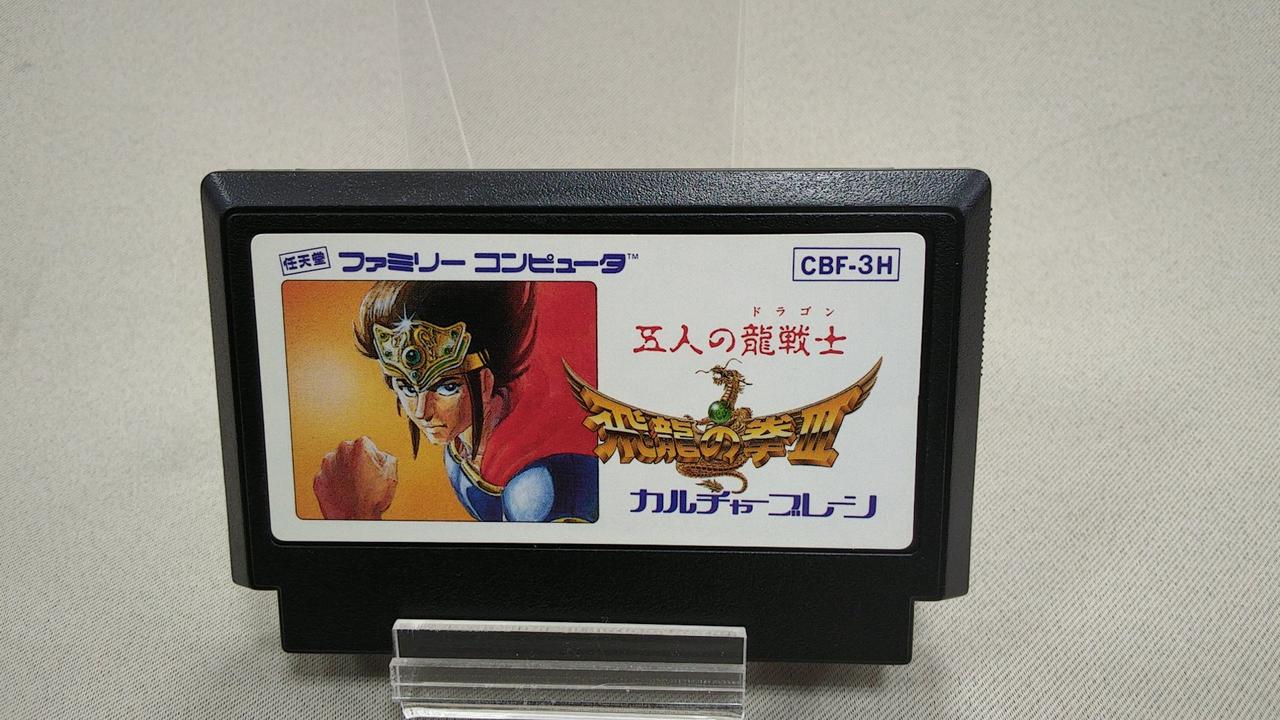 任天堂 ファミリー コンピュータ™
CBF-3H
ドラゴン
五人の龍戦士
飛龍の拳III
カルチャーブレーン